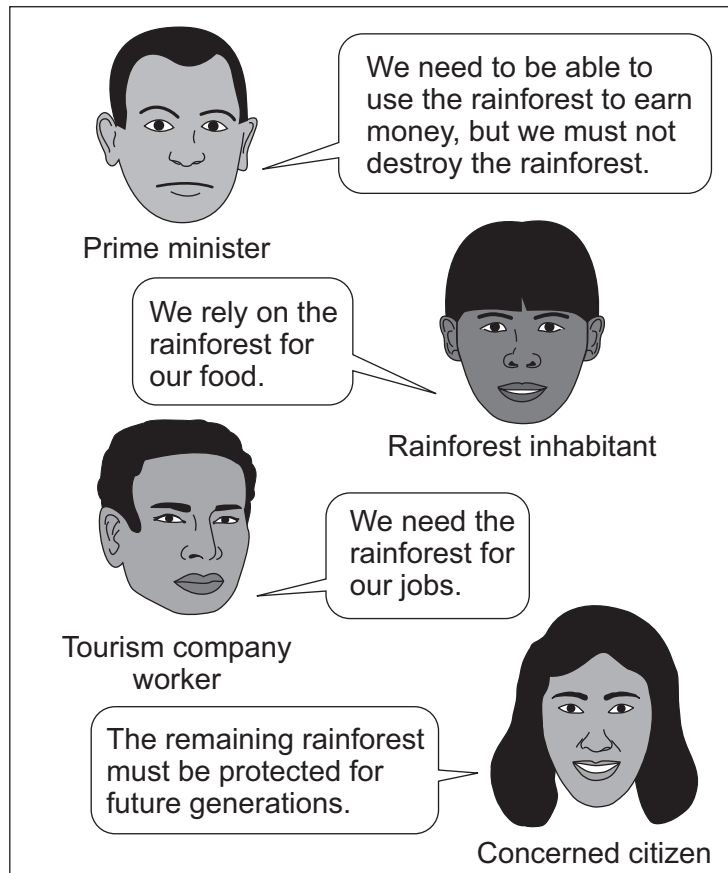 We need to be able to
use the rainforest to earn
money, but we must not
destroy the rainforest.
Prime minister
We rely on the
rainforest for
our food.
Rainforest inhabitant
We need the
rainforest for
our jobs.
Tourism company
worker
The remaining rainforest
must be protected for
future generations.
Concerned citizen